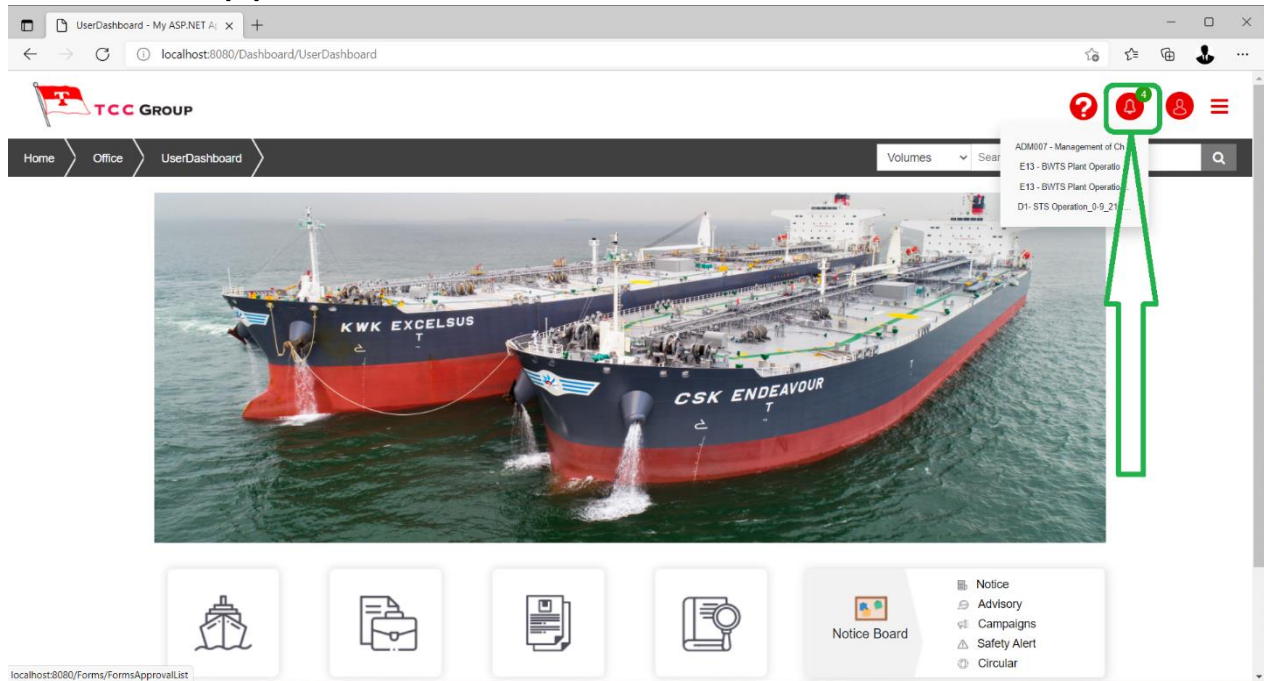 UserDashboard - My ASP.NET A
localhost:8080/Dashboard/UserDashboard
TCC GROUP
4
Home
Office
UserDashboard
Volumes
Sear
ADM007 - Management of Ch
E13 - BWTS Plant Operatio
E13 - BWTS Plant Operatio...
D1- STS Operation_0-9_21
KWK EXCELSUS
T
CSK ENDEAVOUR
T
Notice Board
Notice
Advisory
Campaigns
Safety Alert
Circular
localhost:8080/Forms/FormsApprovalList